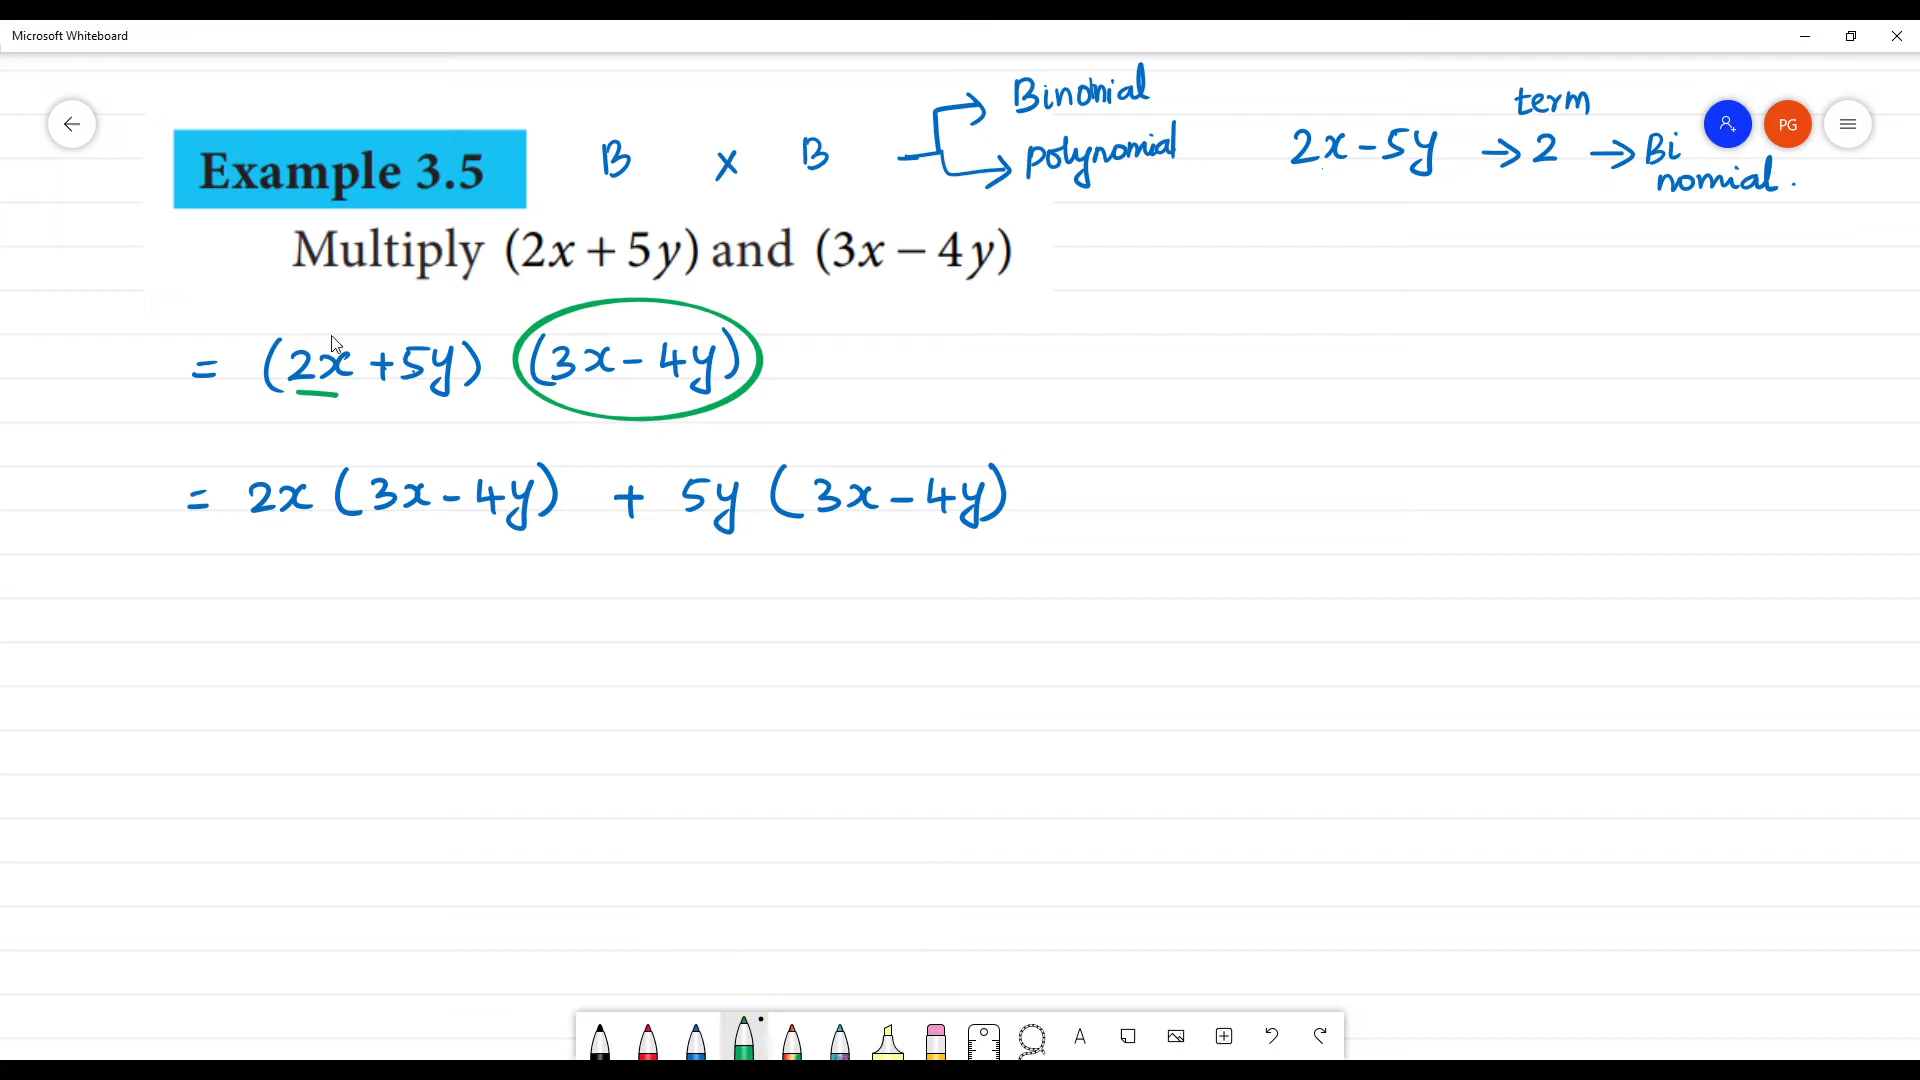 Microsoft Whiteboard
Binomial
term
Example 3.5 B x B polynomial 2x - 5y → 2 → Bi
nomial.
PG
Multiply (2x + 5y) and (3x − 4y)
= (2x + 5y) (3x - 4y)
= 2x (3x - 4y) + 5y (3x - 4y)
A